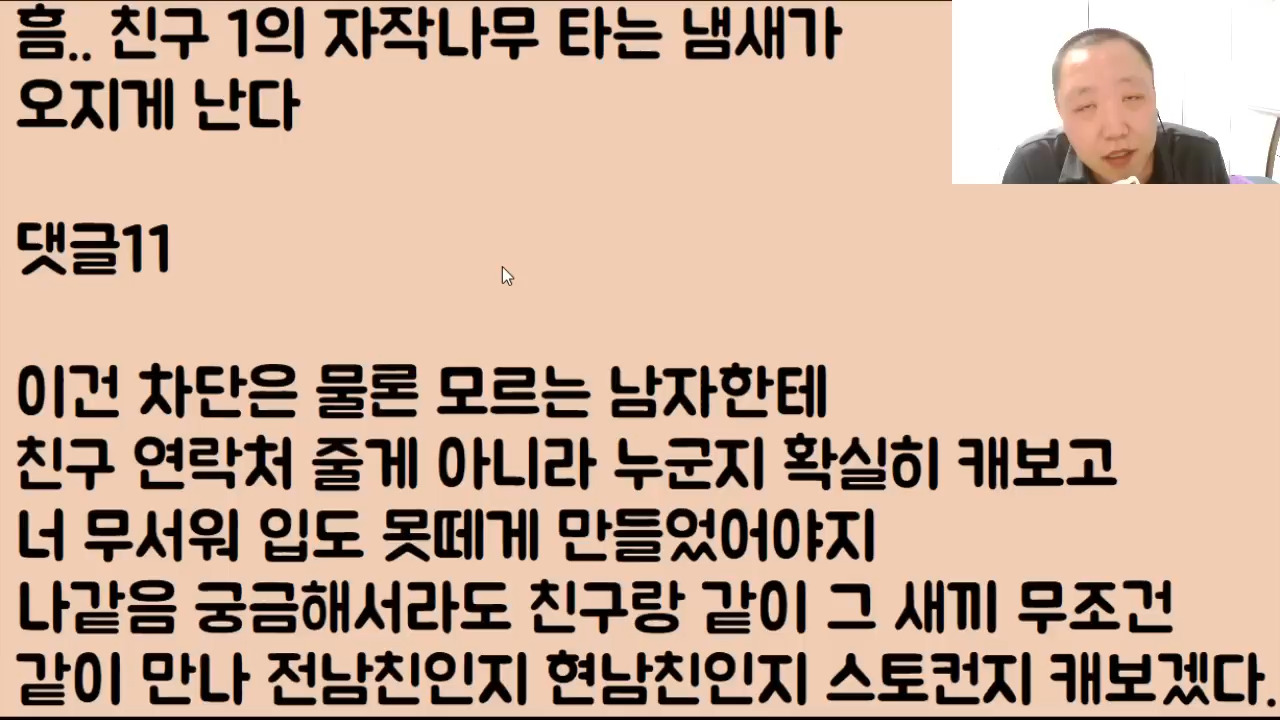 흠.. 친구 1의 자작나무 타는 냄새가
오지게 난다
댓글11
이건 차단은 물론 모르는 남자한테
친구 연락처 줄게 아니라 누군지 확실히 캐보고
너 무서워 입도 못떼게 만들었어야지
나같음 궁금해서라도 친구랑 같이 그 새끼 무조건
같이 만나 전남친인지 현남친인지 스토컨지 캐보겠다.